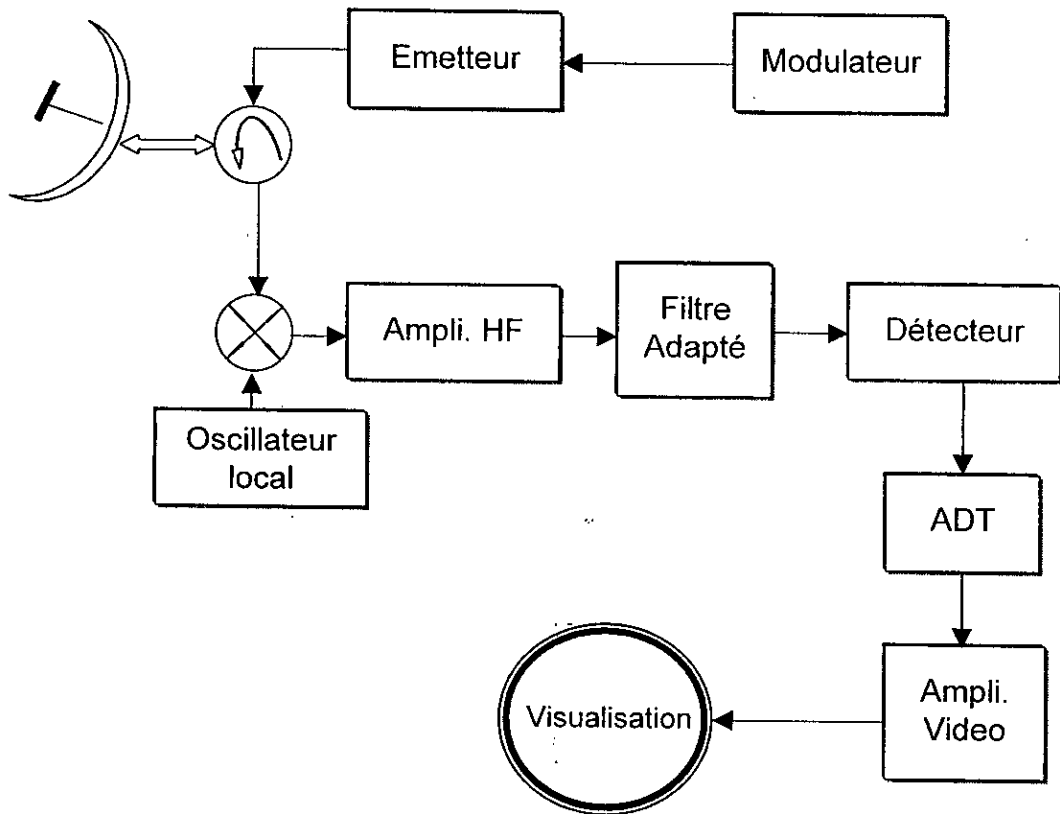 Emetteur
Modulateur
Ampli. HF
Filtre
Adapté
Détecteur
Oscillateur
local
ADT
Ampli.
Video
Visualisation